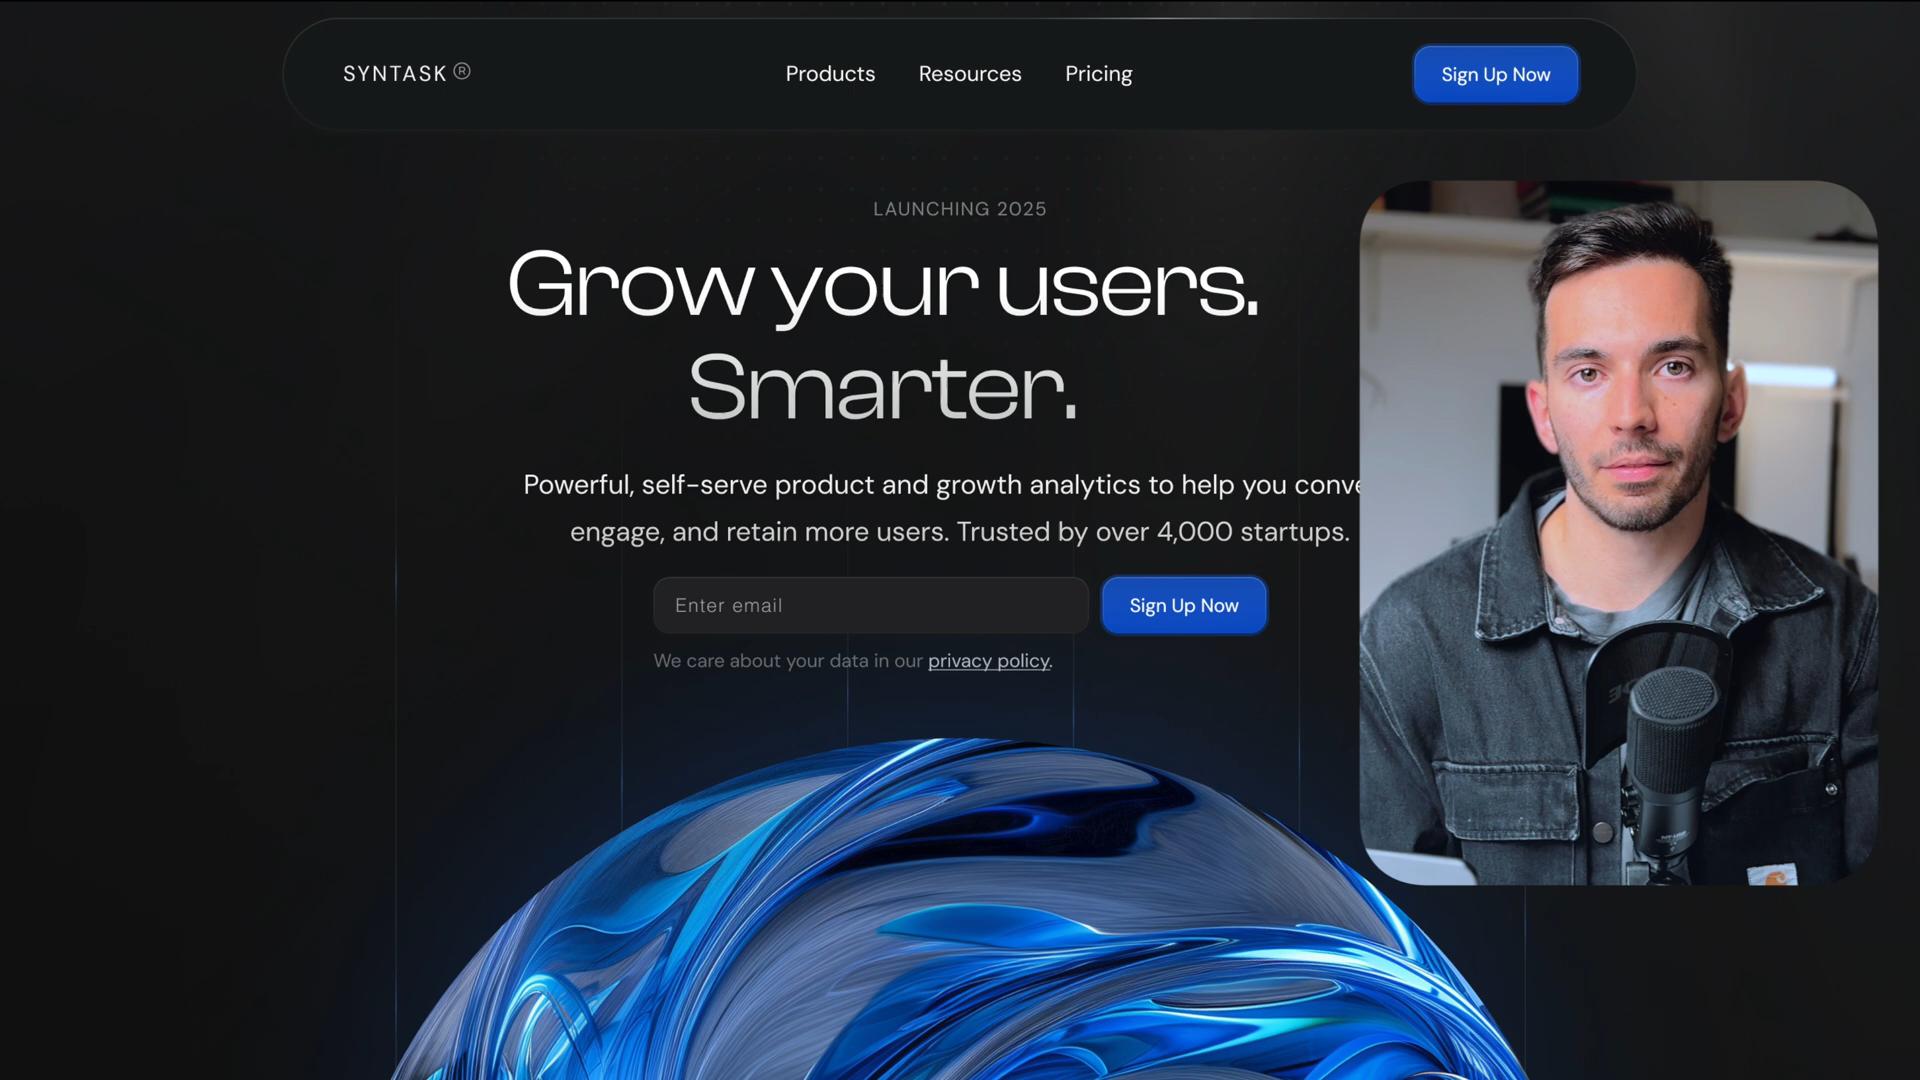 SYNTASK ®
Products
Resources
Pricing
Sign Up Now
LAUNCHING 2025
Grow your users.
Smarter.
Powerful, self-serve product and growth analytics to help you
engage, and retain more users. Trusted by over 4,000 startups.
Enter email
Sign Up Now
We care about your data in our privacy policy.